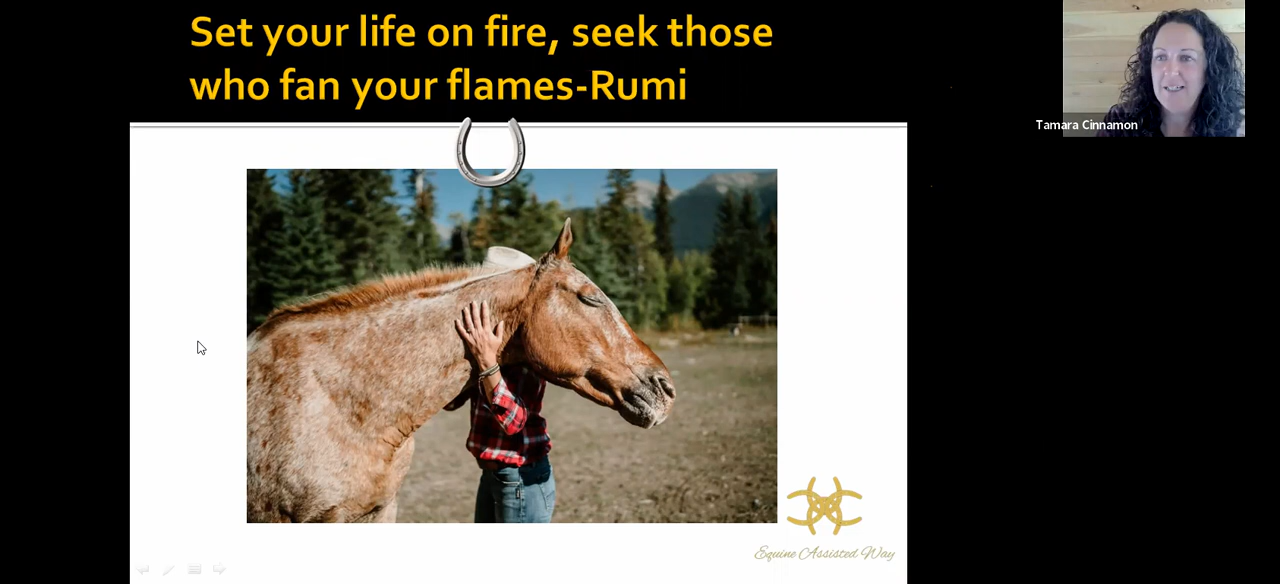 Set your life on fire, seek those
who fan your flames-Rumi
Tamara Cinnamon
Equine Assisted Way